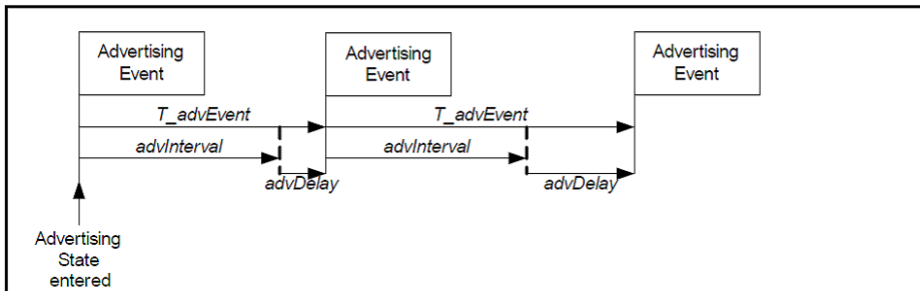 Advertising
Event
Advertising
Event
Advertising
Event
T_advEvent
T_advEvent
advInterval
advInterval
advDelay
advDelay
Advertising
State
entered